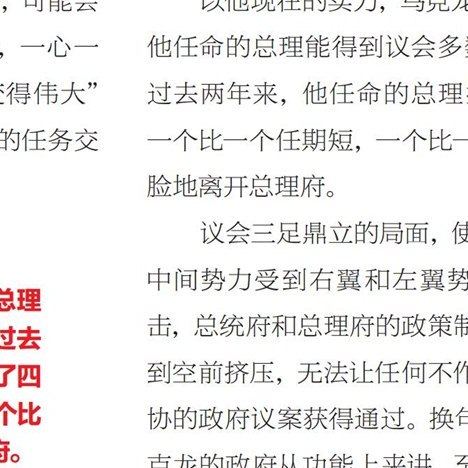 ，可能会
，一心一
变得伟大”
的任务交
总理
过去
了四
个比
府。
以他现在的实力，马克龙
他任命的总理能得到议会多数
过去两年来，他任命的总理
一个比一个任期短，一个比一
脸地离开总理府。
议会三足鼎立的局面，使
中间势力受到右翼和左翼势
击，总统府和总理府的政策制
到空前挤压，无法让任何不作
协的政府议案获得通过。换句
克龙的政府从功能上来讲，至